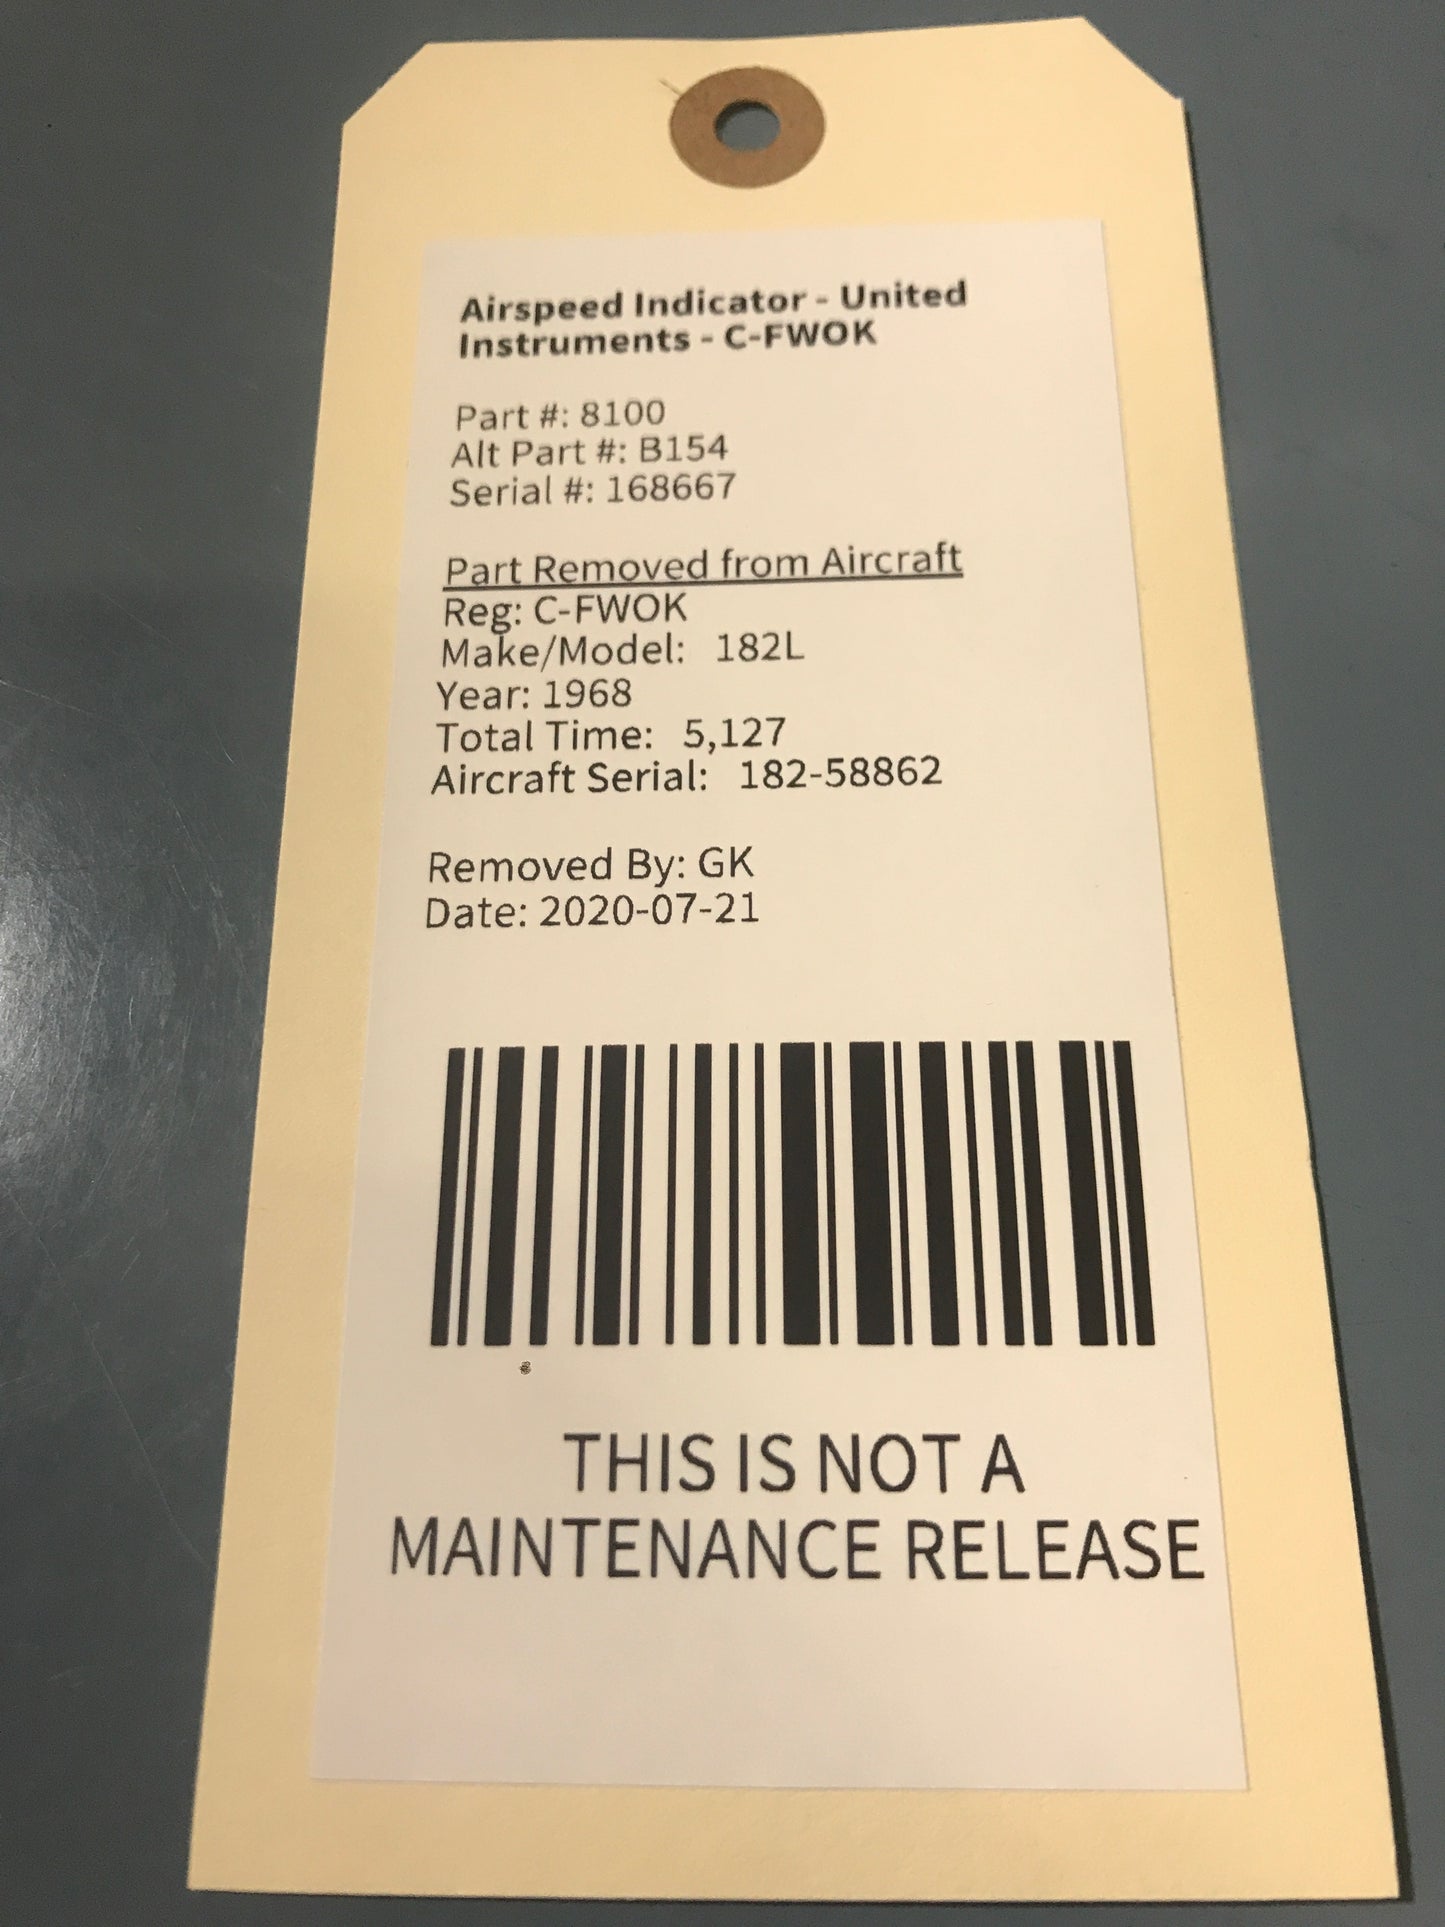 Airspeed Indicator - United
Instruments - C-FWOK
Part #: 8100
Alt Part #: B154
Serial #: 168667
Part Removed from Aircraft
Reg: C-FWOK
Make/Model: 182L
Year: 1968
Total Time: 5,127
Aircraft Serial: 182-58862
Removed By: GK
Date: 2020-07-21
THIS IS NOT A
MAINTENANCE RELEASE